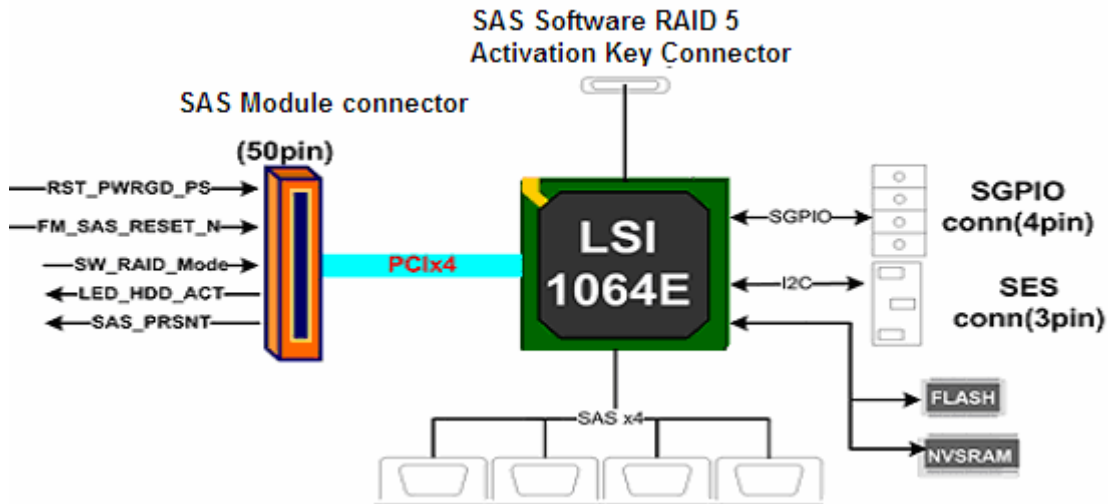 SAS Software RAID 5
Activation Key Connector
SAS Module connector
(50pin)
RST_PWRGD_PS
FM_SAS_RESET_N
SW_RAID_Mode
LED_HDD_ACT
SAS_PRSNT
PCIx4
LSI
1064E
SGPIO
SGPIO
conn(4pin)
I2C
SES
conn(3pin)
FLASH
NVSRAM
SAS x4